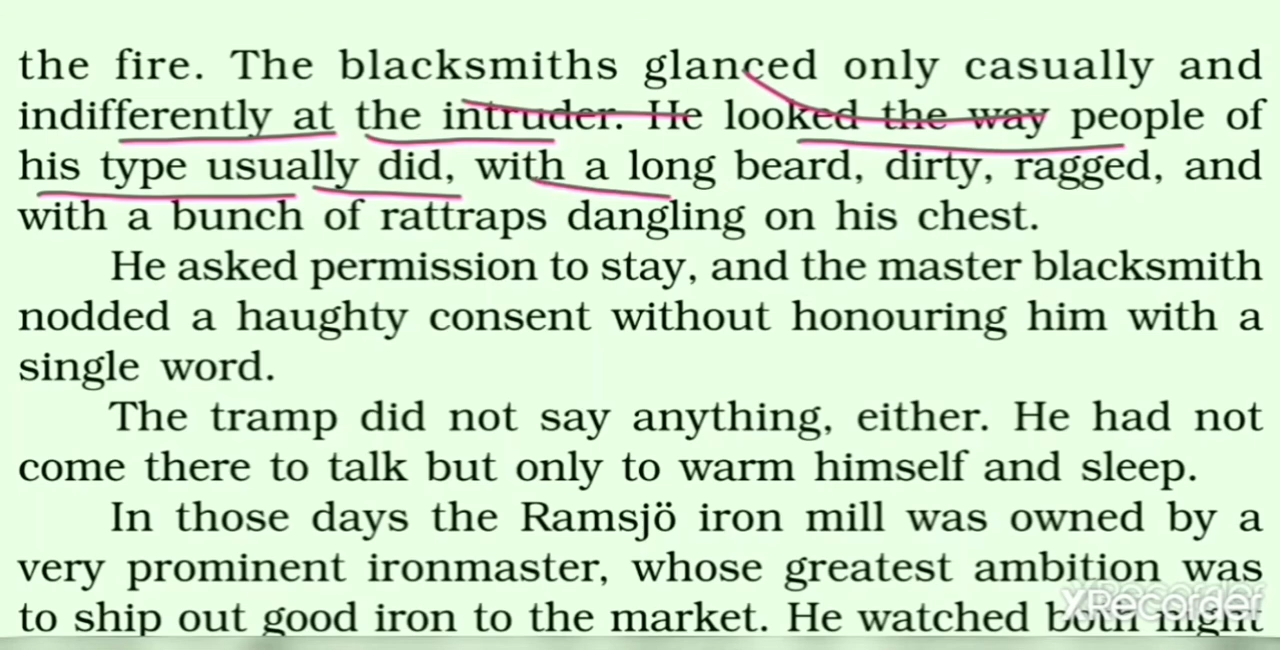 the fire. The blacksmiths glanced only casually and
indifferently at the intruder. He looked the way people of
his type usually did, with a long beard, dirty, ragged, and
with a bunch of rattraps dangling on his chest.
He asked permission to stay, and the master blacksmith
nodded a haughty consent without honouring him with a
single word.
The tramp did not say anything, either. He had not
come there to talk but only to warm himself and sleep.
In those days the Ramsjö iron mill was owned by a
very prominent ironmaster, whose greatest ambition was
to ship out good iron to the market. He watched both night
XRecorder